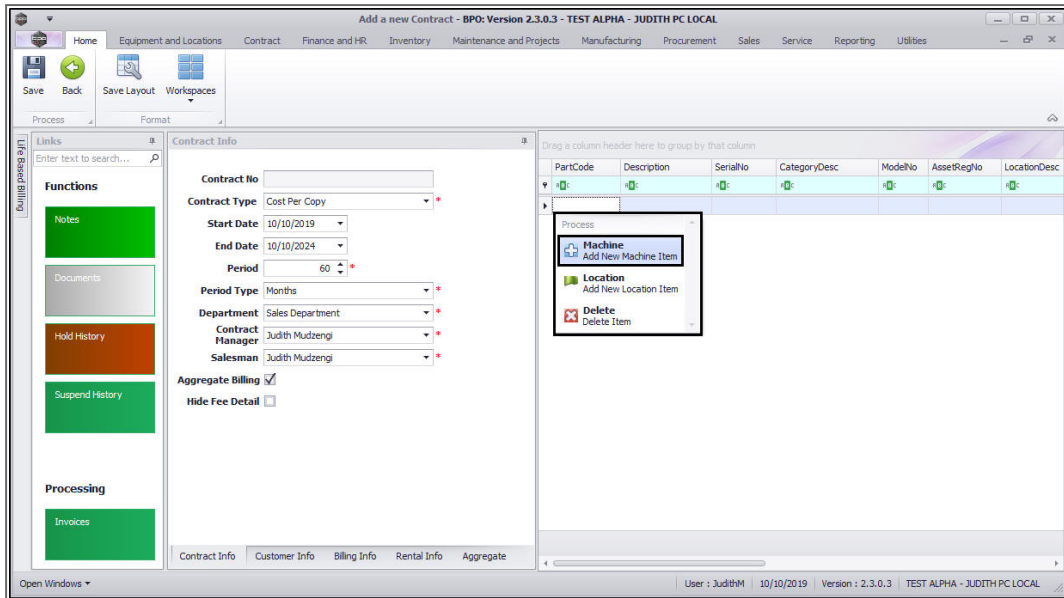 Add a new Contract - BPO: Version 2.3.0.3 - TEST ALPHA - JUDITH PC LOCAL
Home Equipment and Locations Contract Finance and HR Inventory Maintenance and Projects Manufacturing Procurement Sales Service Reporting Utilities
Save Back Save Layout Workspaces
Process Format
Life Based Billing
Links
Enter text to search...
Functions
Notes
Documents
Hold History
Suspend History
Processing
Invoices
Contract Info
Contract No
Contract Type Cost Per Copy *
Start Date 10/10/2019
End Date 10/10/2024
Period 60 *
Period Type Months *
Department Sales Department *
Contract
Manager Judith Mudzengi *
Salesman Judith Mudzengi *
Aggregate Billing
Hide Fee Detail
Contract Info Customer Info Billing Info Rental Info Aggregate
Drag a column header here to group by that column
PartCode Description SerialNo CategoryDesc ModelNo AssetRegNo LocationDesc
Process
Machine
Add New Machine Item
Location
Add New Location Item
Delete
Delete Item
Open Windows User : JudithM 10/10/2019 Version : 2.3.0.3 TEST ALPHA - JUDITH PC LOCAL